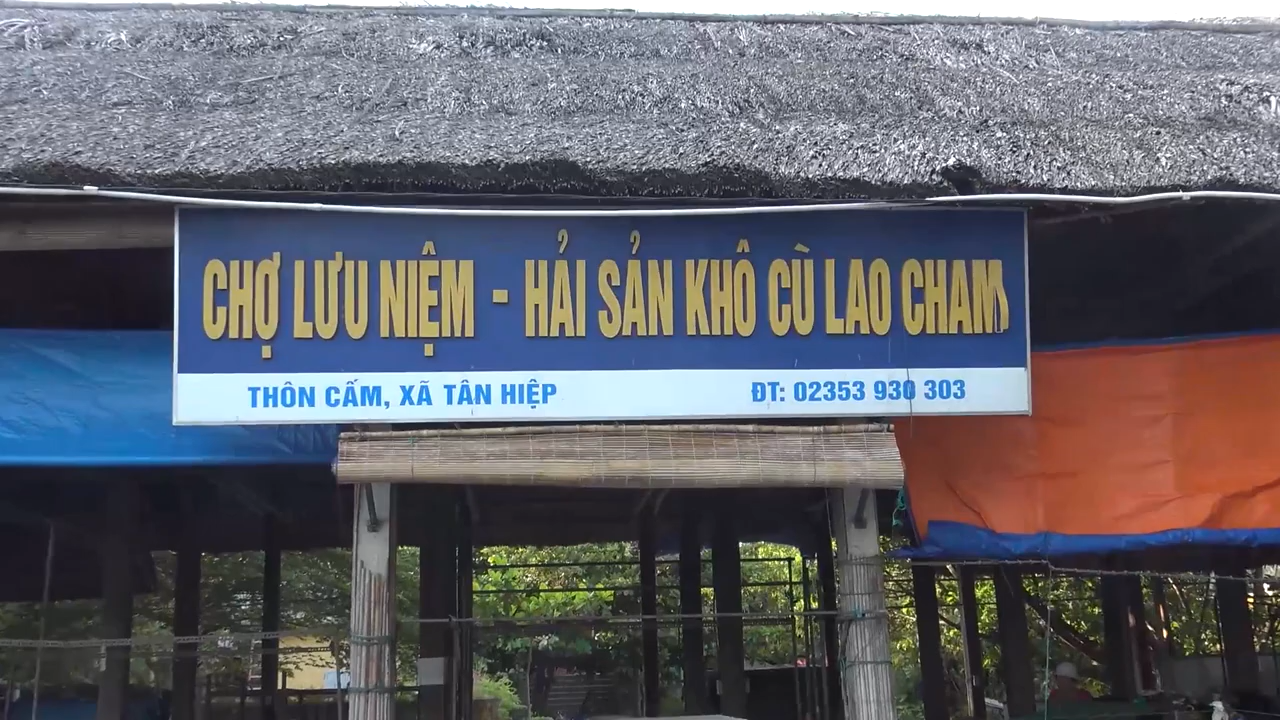 CHỢ LƯU NIỆM - HẢI SẢN KHÔ CÙ LAO CHAM
THÔN CẤM, XÃ TÂN HIỆP
ĐT: 02353 930 303